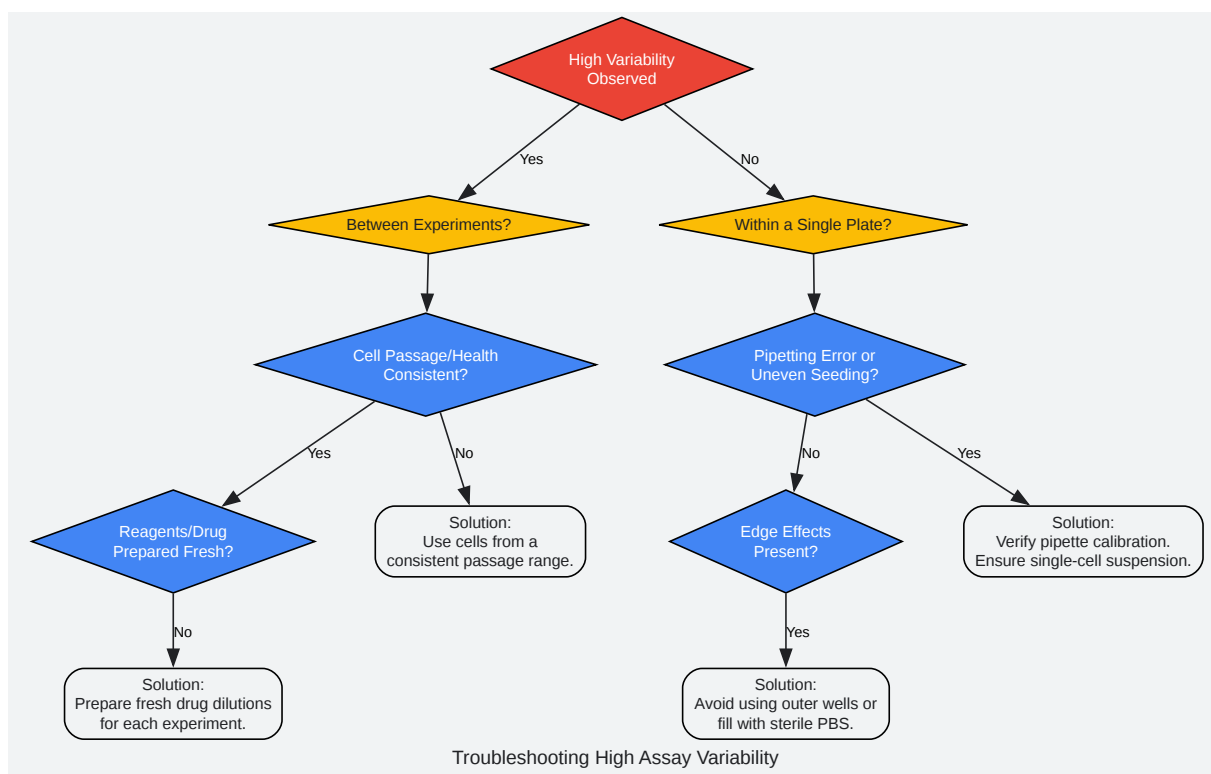 High Variability
Observed
Yes
No
Between Experiments?
Within a Single Plate?
Cell Passage/Health
Consistent?
Pipetting Error or
Uneven Seeding?
Yes
No
No
Yes
Reagents/Drug
Prepared Fresh?
Solution:
Use cells from a
consistent passage range.
Edge Effects
Present?
Solution:
Verify pipette calibration.
Ensure single-cell suspension.
No
Yes
Solution:
Prepare fresh drug dilutions
for each experiment.
Solution:
Avoid using outer wells or
fill with sterile PBS.
Troubleshooting High Assay Variability